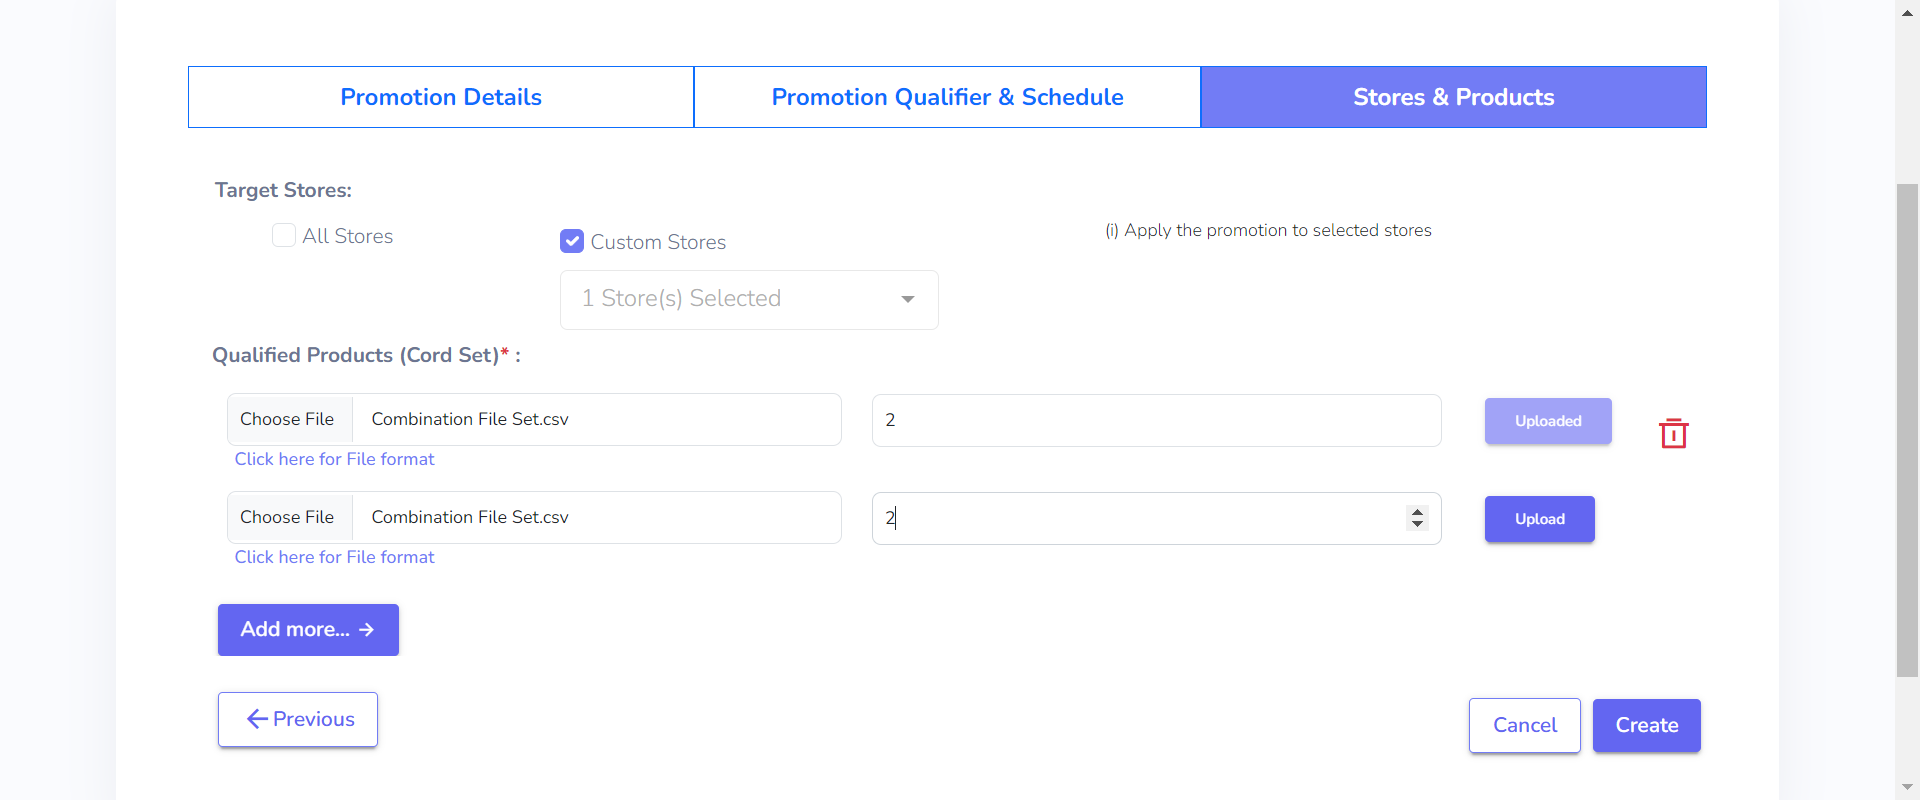 Promotion Details
Promotion Qualifier & Schedule
Stores & Products
Target Stores:
All Stores
Custom Stores
(i) Apply the promotion to selected stores
1 Store(s) Selected
Qualified Products (Cord Set)* :
Choose File
Combination File Set.csv
2
Uploaded
Click here for File format
Choose File
Combination File Set.csv
2
Upload
Click here for File format
Add more... →
← Previous
Cancel
Create